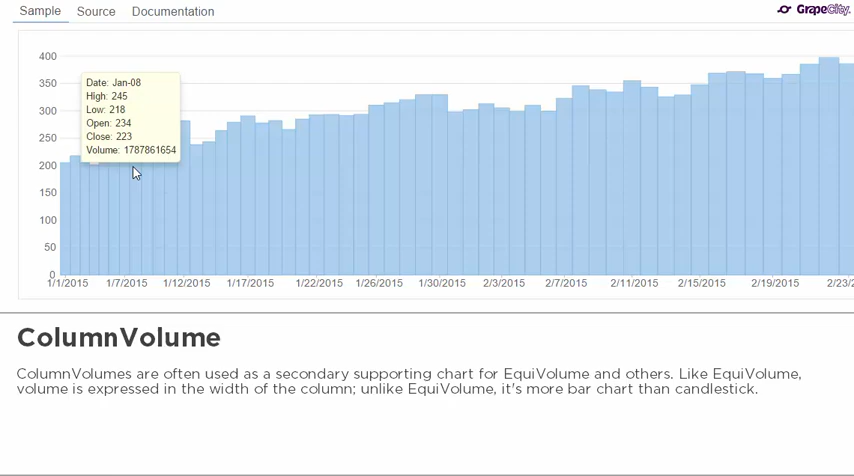 Sample Source Documentation
GrapeCity.
400
350
300
250
200
150
100
50
0
Date: Jan-08
High: 245
Low: 218
Open: 234
Close: 223
Volume: 1787861654
1/1/2015 1/7/2015 1/12/2015 1/17/2015 1/22/2015 1/26/2015 1/30/2015 2/3/2015 2/7/2015 2/11/2015 2/15/2015 2/19/2015 2/23/2
ColumnVolume
ColumnVolumes are often used as a secondary supporting chart for EquiVolume and others. Like EquiVolume,
volume is expressed in the width of the column; unlike EquiVolume, it's more bar chart than candlestick.